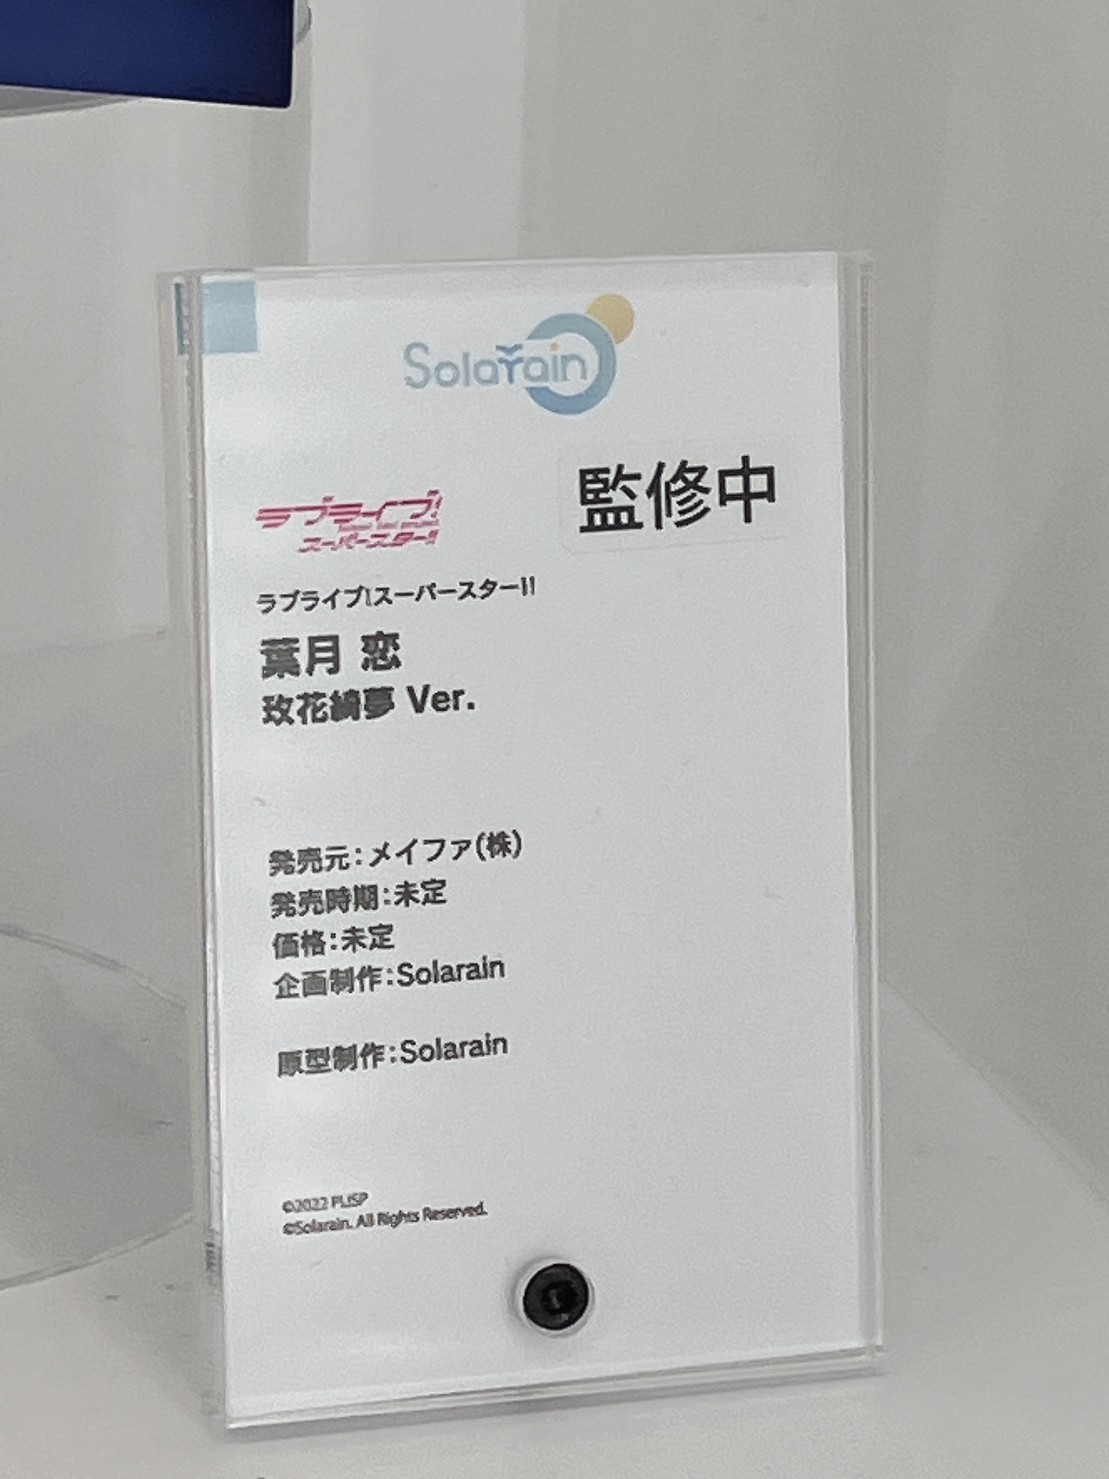 Solarain
監修中
ラブライブ!
スーパースター!!
ラブライブ!スーパースター!!
葉月 恋
玫花綺夢 Ver.
発売元:メイファ(株)
発売時期:未定
価格:未定
企画制作:Solarain
原型制作:Solarain
©2022 PL!SP
©Solarain. All Rights Reserved.